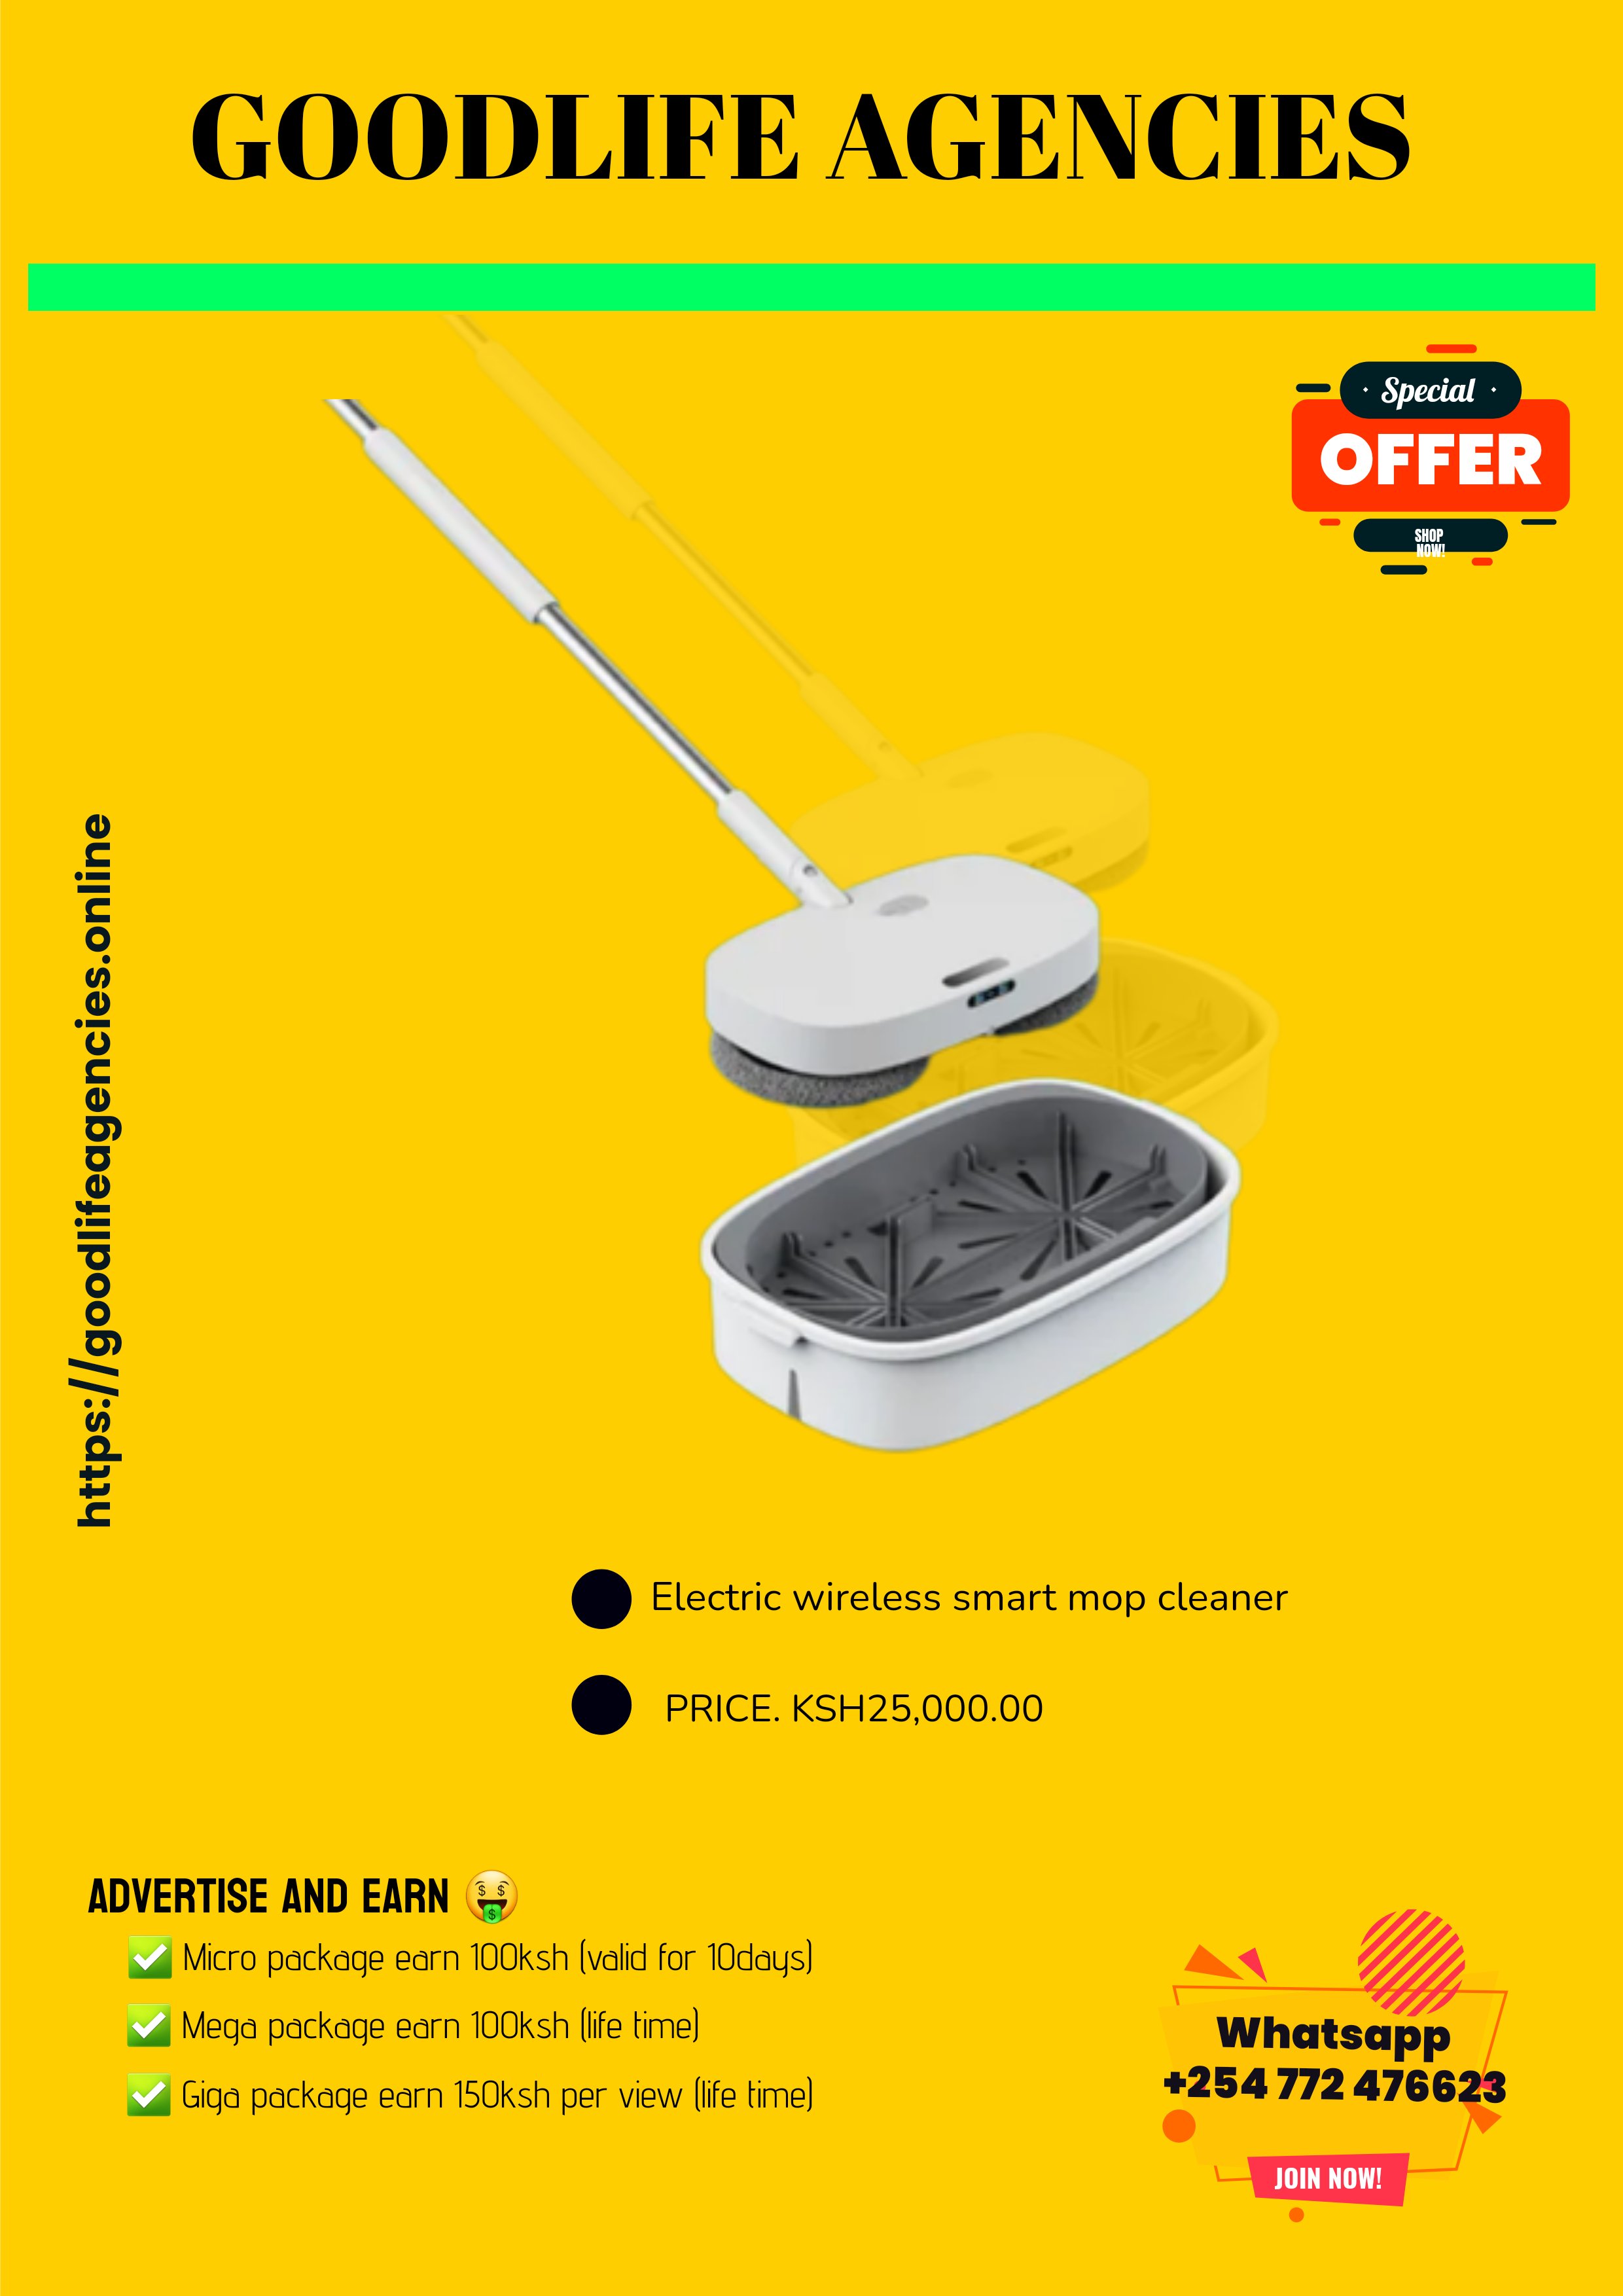 GOODLIFE AGENCIES
Special
OFFER
SHOP
NOW!
https://goodlifeagencies.online
Electric wireless smart mop cleaner
PRICE. KSH25,000.00
ADVERTISE AND EARN 🤑
✅ Micro package earn 100ksh (valid for 10days)
✅ Mega package earn 100ksh (life time)
✅ Giga package earn 150ksh per view (life time)
Whatsapp
+254 772 476623
JOIN NOW!